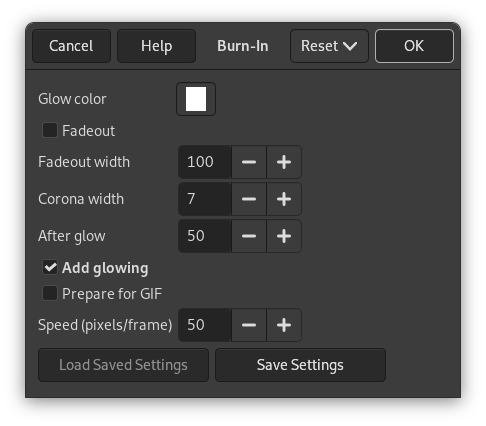 Cancel Help Burn-In Reset OK
Glow color
Fadeout
Fadeout width 100
Corona width 7
After glow 50
Add glowing
Prepare for GIF
Speed (pixels/frame) 50
Load Saved Settings Save Settings